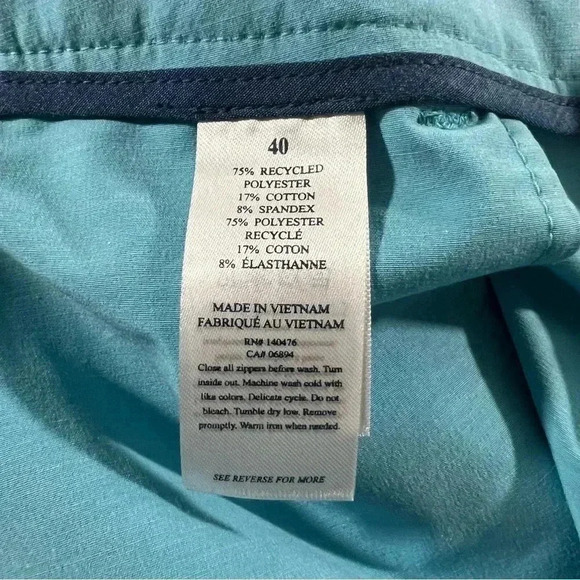 40
75% RECYCLED
POLYESTER
17% COTTON
8% SPANDEX
75% POLYESTER
RECYCLÉ
17% COTON
8% ÉLASTHANNE
MADE IN VIETNAM
FABRIQUÉ AU VIETNAM
RN# 140476
CA# 06894
Close all zippers before wash. Turn
inside out. Machine wash cold with
like colors. Delicate cycle. Do not
bleach. Tumble dry low. Remove
promptly. Warm iron when needed.
SEE REVERSE FOR MORE